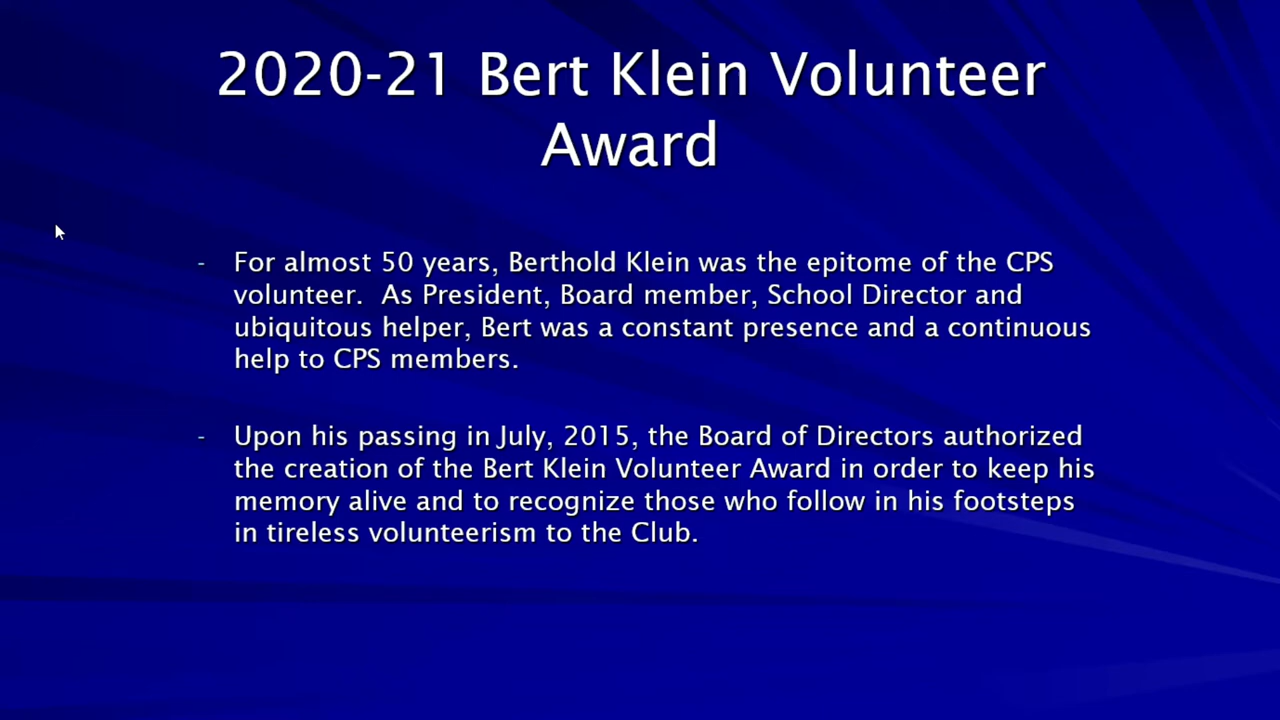 2020-21 Bert Klein Volunteer
Award
- For almost 50 years, Berthold Klein was the epitome of the CPS
volunteer.  As President, Board member, School Director and
ubiquitous helper, Bert was a constant presence and a continuous
help to CPS members.
- Upon his passing in July, 2015, the Board of Directors authorized
the creation of the Bert Klein Volunteer Award in order to keep his
memory alive and to recognize those who follow in his footsteps
in tireless volunteerism to the Club.